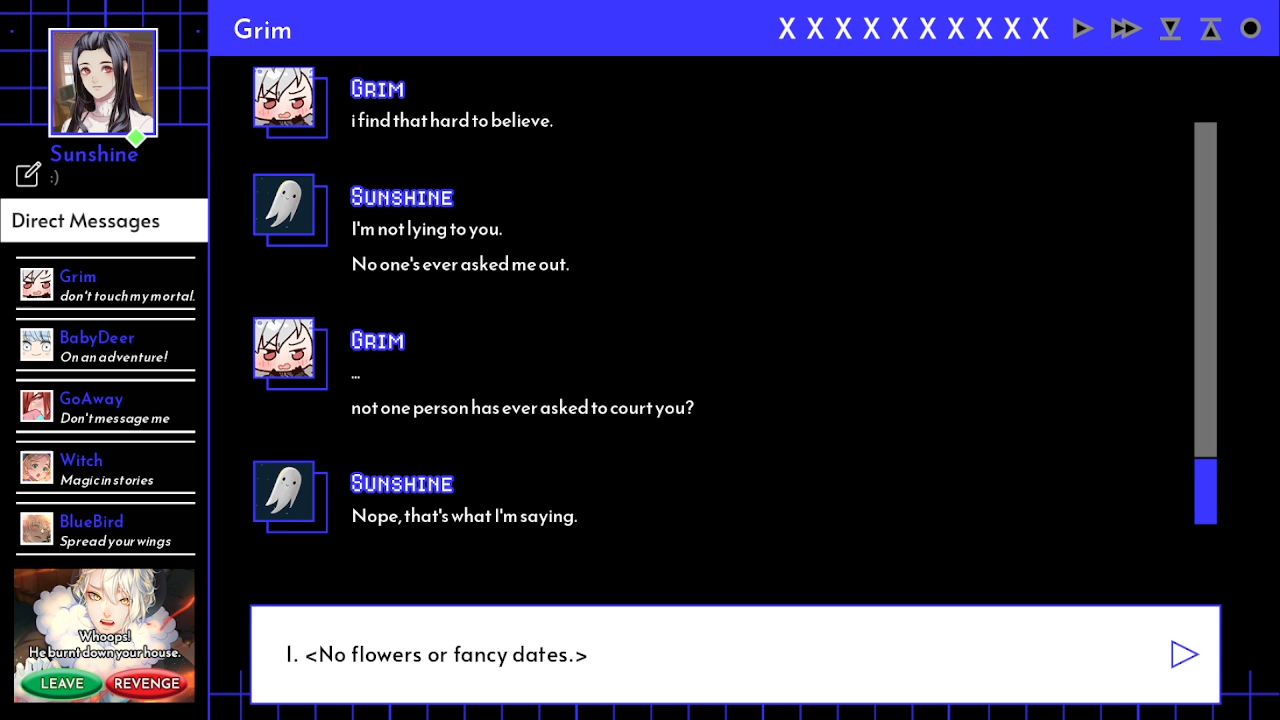 Grim
X X X X X X X X X X
Sunshine
:)
Direct Messages
Grim
don't touch my mortal.
BabyDeer
On an adventure!
GoAway
Don't message me
Witch
Magic in stories
BlueBird
Spread your wings
Whoops!
He burnt down your house.
LEAVE
REVENGE
Grim
i find that hard to believe.
Sunshine
I'm not lying to you.
No one's ever asked me out.
Grim
...
not one person has ever asked to court you?
Sunshine
Nope, that's what I'm saying.
1. <No flowers or fancy dates.>